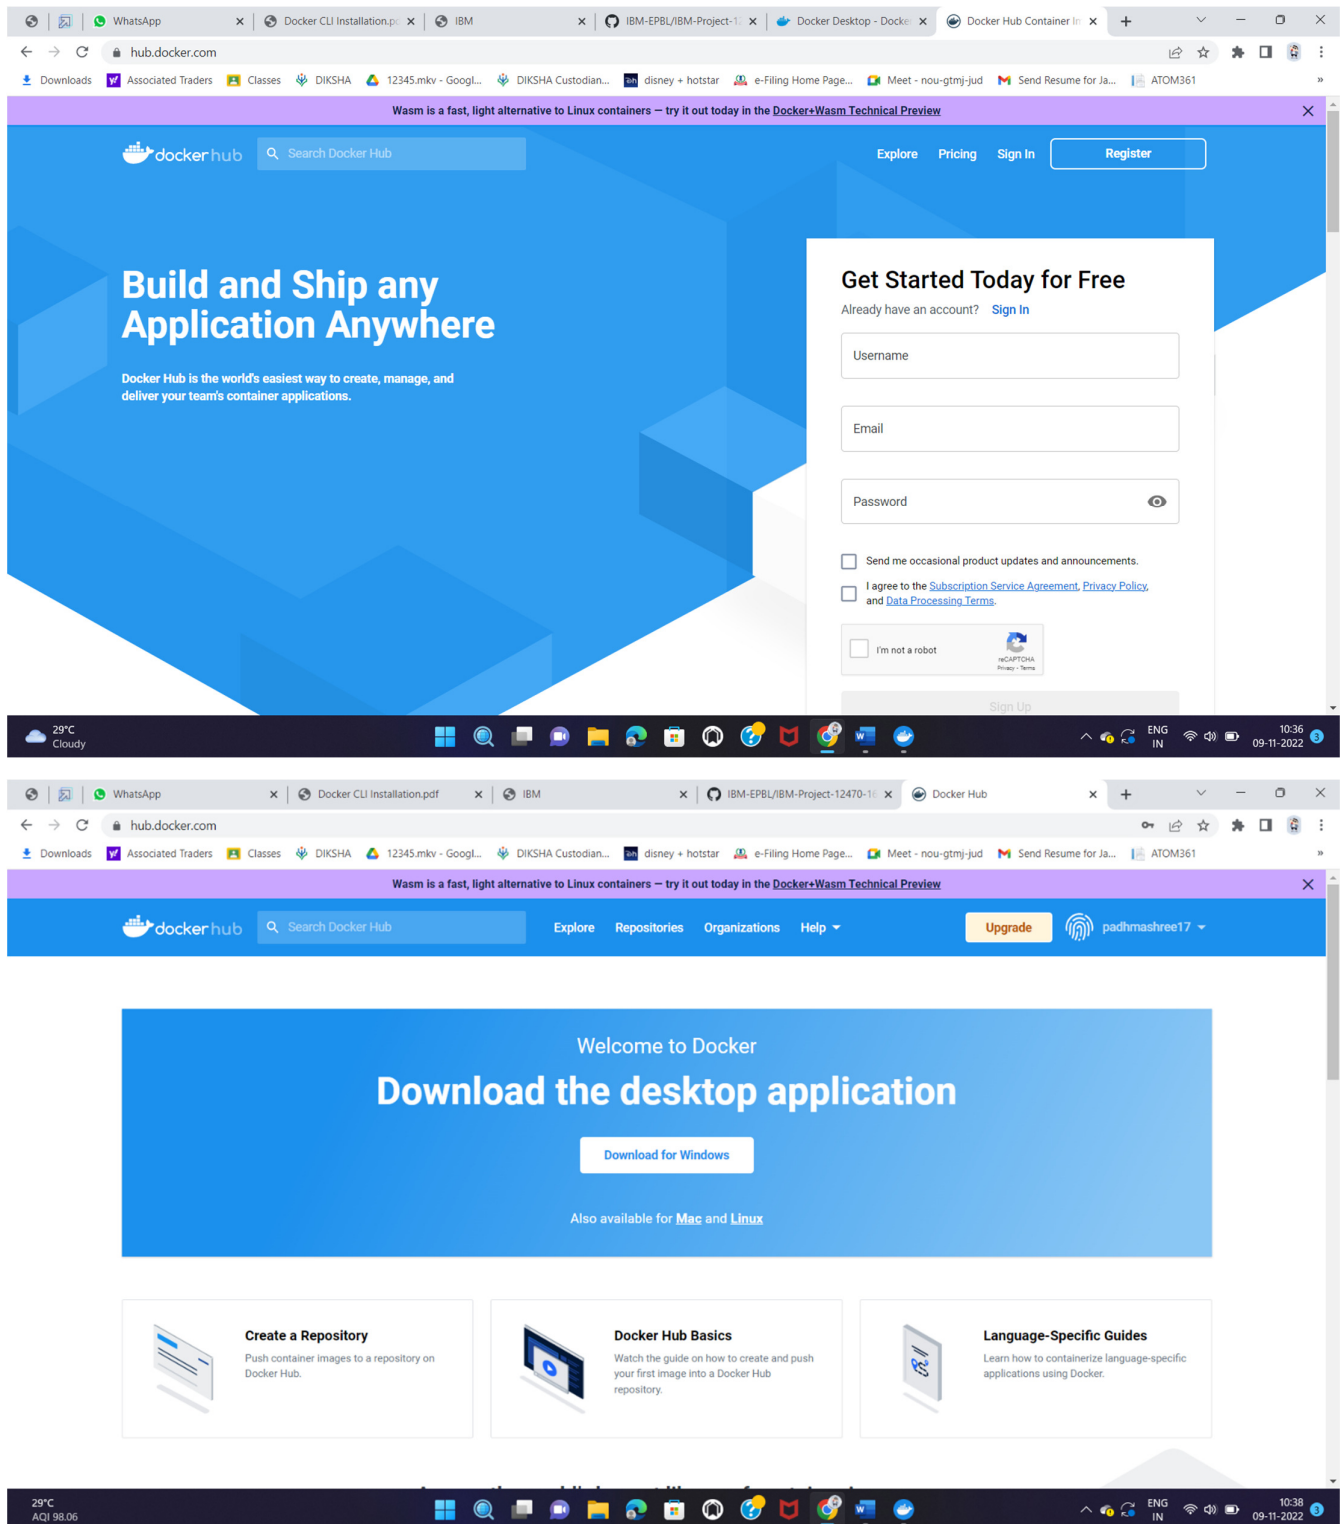 WhatsApp
Docker CLI Installation.pc
IBM
IBM-EPBL/IBM-Project-1
Docker Desktop - Docke
Docker Hub Container In
hub.docker.com
Downloads
Associated Traders
Classes
DIKSHA
12345.mkv - Googl...
DIKSHA Custodian...
disney + hotstar
e-Filing Home Page...
Meet - nou-gtmj-jud
Send Resume for Ja...
ATOM361
Wasm is a fast, light alternative to Linux containers — try it out today in the Docker+Wasm Technical Preview
docker hub
Search Docker Hub
Explore
Pricing
Sign In
Register
Build and Ship any
Application Anywhere
Docker Hub is the world's easiest way to create, manage, and
deliver your team's container applications.
Get Started Today for Free
Already have an account? Sign In
Username
Email
Password
Send me occasional product updates and announcements.
I agree to the Subscription Service Agreement, Privacy Policy,
and Data Processing Terms.
I'm not a robot
reCAPTCHA
Privacy - Terms
Sign Up
29°C
Cloudy
ENG
IN
10:36
09-11-2022
3
WhatsApp
Docker CLI Installation.pdf
IBM
IBM-EPBL/IBM-Project-12470-16
Docker Hub
hub.docker.com
Downloads
Associated Traders
Classes
DIKSHA
12345.mkv - Googl...
DIKSHA Custodian...
disney + hotstar
e-Filing Home Page...
Meet - nou-gtmj-jud
Send Resume for Ja...
ATOM361
Wasm is a fast, light alternative to Linux containers — try it out today in the Docker+Wasm Technical Preview
docker hub
Search Docker Hub
Explore
Repositories
Organizations
Help
Upgrade
padhmashree17
Welcome to Docker
Download the desktop application
Download for Windows
Also available for Mac and Linux
Create a Repository
Push container images to a repository on
Docker Hub.
Docker Hub Basics
Watch the guide on how to create and push
your first image into a Docker Hub
repository.
Language-Specific Guides
Learn how to containerize language-specific
applications using Docker.
29°C
AQI 98.06
ENG
IN
10:38
09-11-2022
3